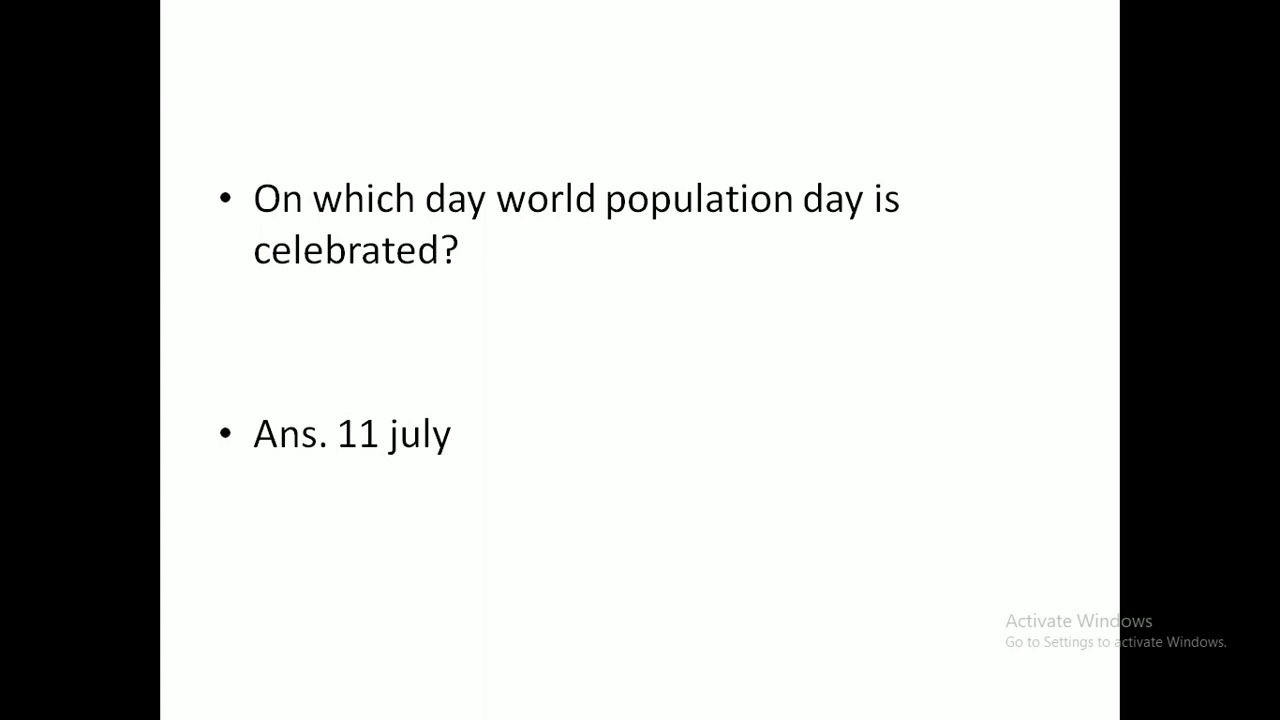 • On which day world population day is
celebrated?
• Ans. 11 july
Activate Windows
Go to Settings to activate Windows.